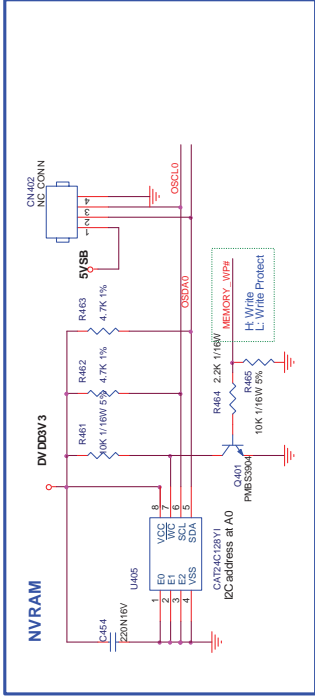 NVRAM
DVDD3V3
5VSB
CN402
NC CONN
1
2
3
4
R461
10K 1/16W 5%
R462
4.7K 1%
R463
4.7K 1%
OSCL0
OSDA0
C454
220N16V
U405
1
2
3
4
E0
E1
E2
VSS
VCC
WC
SCL
SDA
8
7
6
5
CAT24C128YI
I2C address at A0
Q401
PMBS3904
R464
2.2K 1/16W
R465
10K 1/16W 5%
MEMORY_WP#
H: Write
L: Write Protect